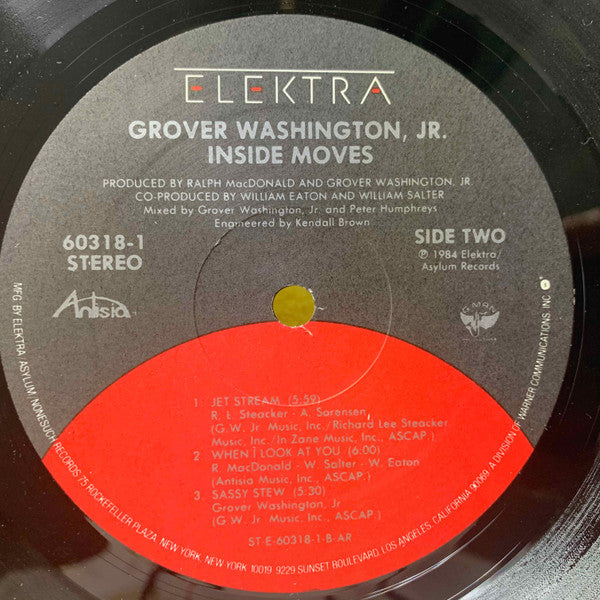 ELEKTRA
GROVER WASHINGTON, JR.
INSIDE MOVES
PRODUCED BY RALPH MacDONALD AND GROVER WASHINGTON, JR.
CO-PRODUCED BY WILLIAM EATON AND WILLIAM SALTER
Mixed by Grover Washington, Jr. and Peter Humphreys
Engineered by Kendall Brown
60318-1
STEREO
SIDE TWO
℗ 1984 Elektra/
Asylum Records
Antisia
G-MAN
1 JET STREAM (5:59)
R. L. Steacker - A. Sorensen
(G.W. Jr. Music, Inc./Richard Lee Steacker
Music, Inc./In Zane Music, Inc., ASCAP.)
2 WHEN I LOOK AT YOU (6:00)
R. MacDonald - W. Salter - W. Eaton
(Antisia Music, Inc., ASCAP.)
3 SASSY STEW (5:30)
Grover Washington, Jr.
(G.W. Jr. Music, Inc., ASCAP.)
ST E-60318-1-B-AR
MFG. BY ELEKTRA/ASYLUM/NONESUCH RECORDS 75 ROCKEFELLER PLAZA, NEW YORK, NEW YORK 10019 9229 SUNSET BOULEVARD, LOS ANGELES, CALIFORNIA 90069. A DIVISION OF WARNER COMMUNICATIONS, INC.